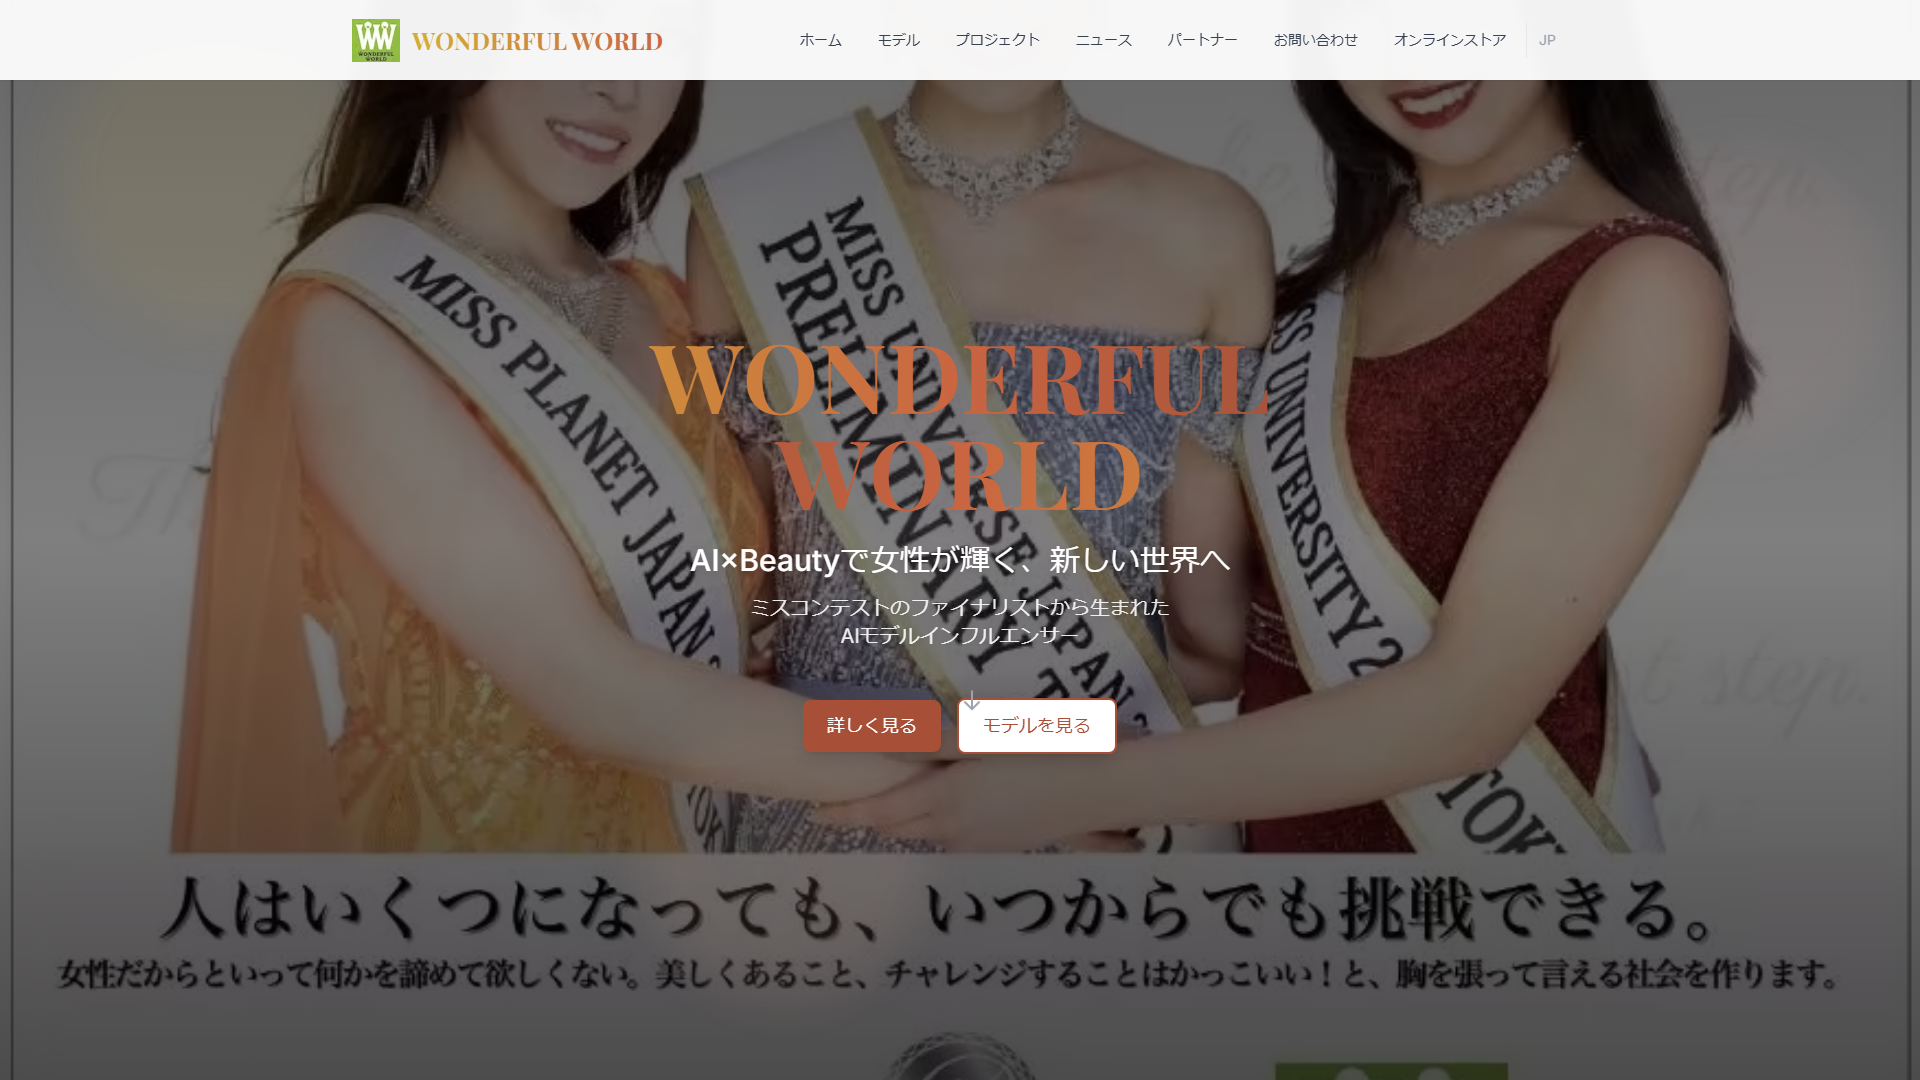 WONDERFUL WORLD
WONDERFUL WORLD
ホーム
モデル
プロジェクト
ニュース
パートナー
お問い合わせ
オンラインストア
JP
MISS PLANET JAPAN
MISS UNIVERSE JAPAN
PRELIMINARY
UNIVERSITY 2
TOK
WONDERFUL
WORLD
AI×Beautyで女性が輝く、新しい世界へ
ミスコンテストのファイナリストから生まれた
AIモデルインフルエンサー
詳しく見る
モデルを見る
t step.
人はいくつになっても、いつからでも挑戦できる。
女性だからといって何かを諦めて欲しくない。美しくあること、チャレンジすることはかっこいい！と、胸を張って言える社会を作ります。